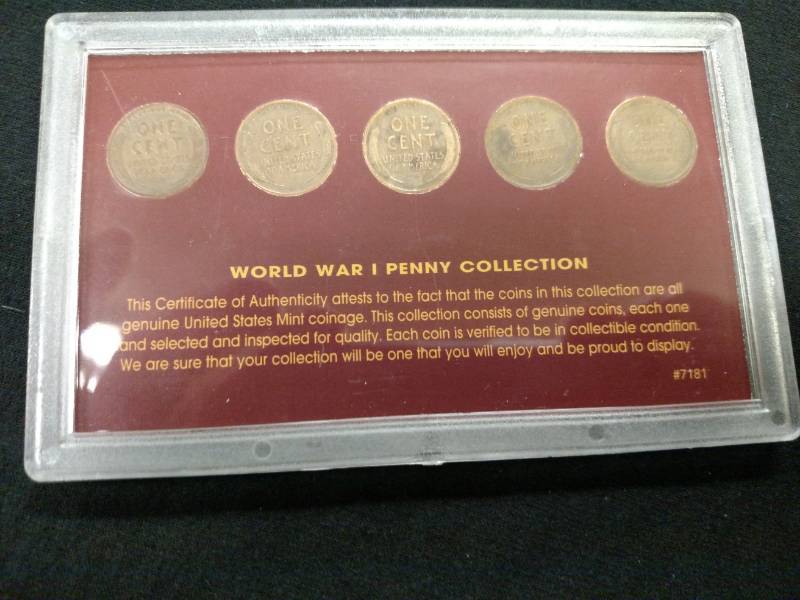 ONE
CENT
ONE
CENT
UNITED STATES
OF AMERICA
ONE
CENT
UNITED STATES
OF AMERICA
ONE
CENT
WORLD WAR I PENNY COLLECTION
This Certificate of Authenticity attests to the fact that the coins in this collection are all
genuine United States Mint coinage. This collection consists of genuine coins, each one
and selected and inspected for quality. Each coin is verified to be in collectible condition.
We are sure that your collection will be one that you will enjoy and be proud to display.
#7181